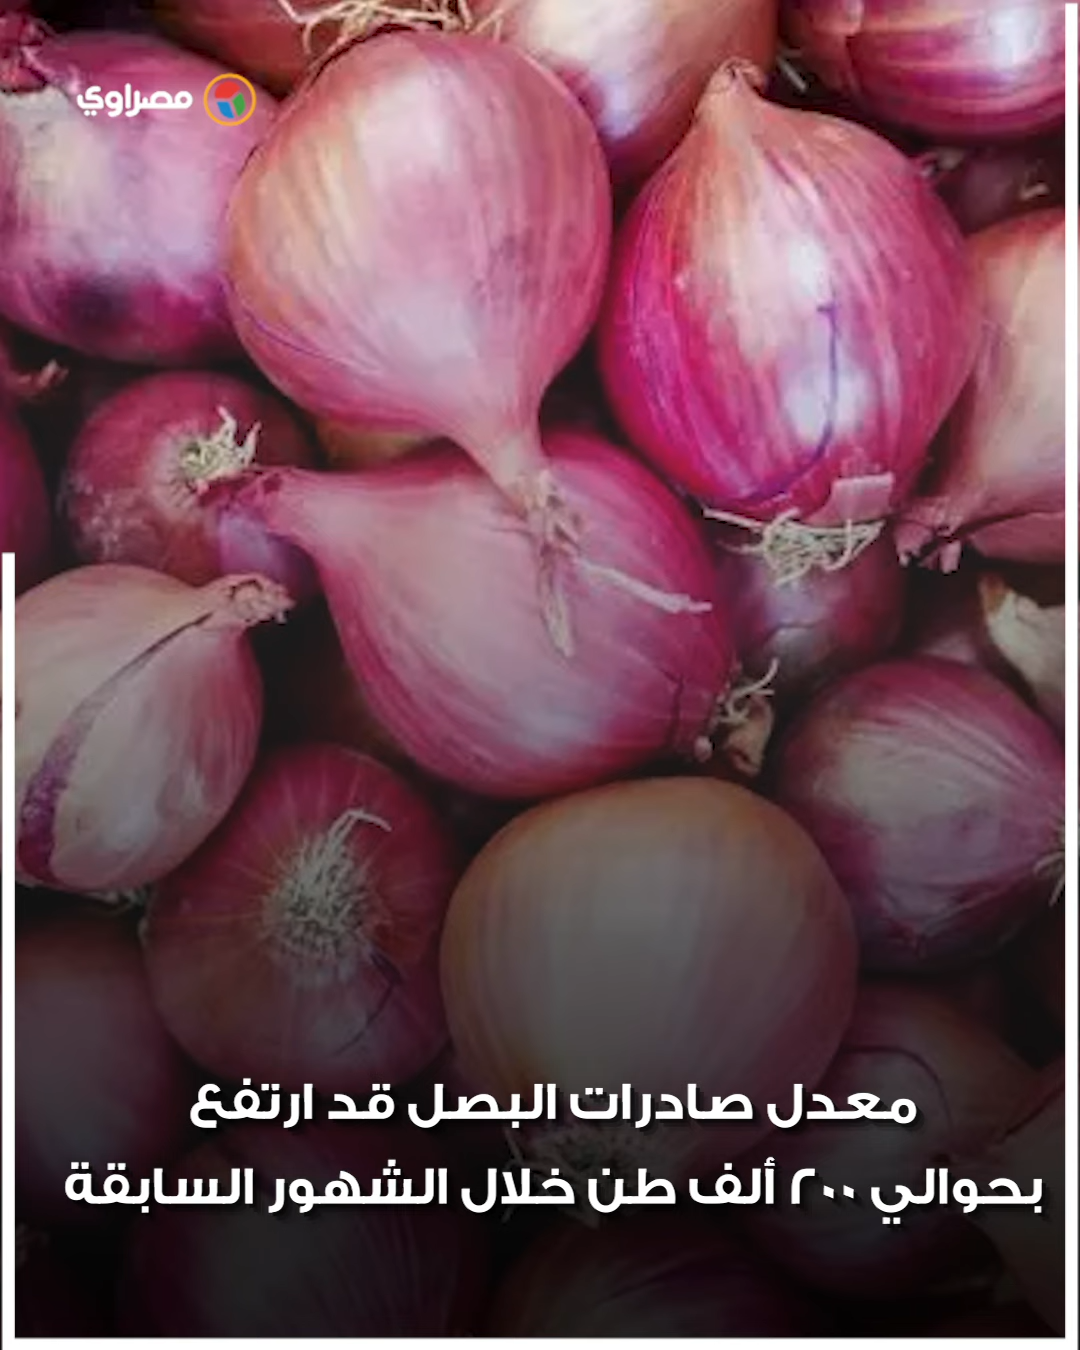 مصراوي
معدل صادرات البصل قد ارتفع
بحوالي ٢٠٠ ألف طن خلال الشهور السابقة